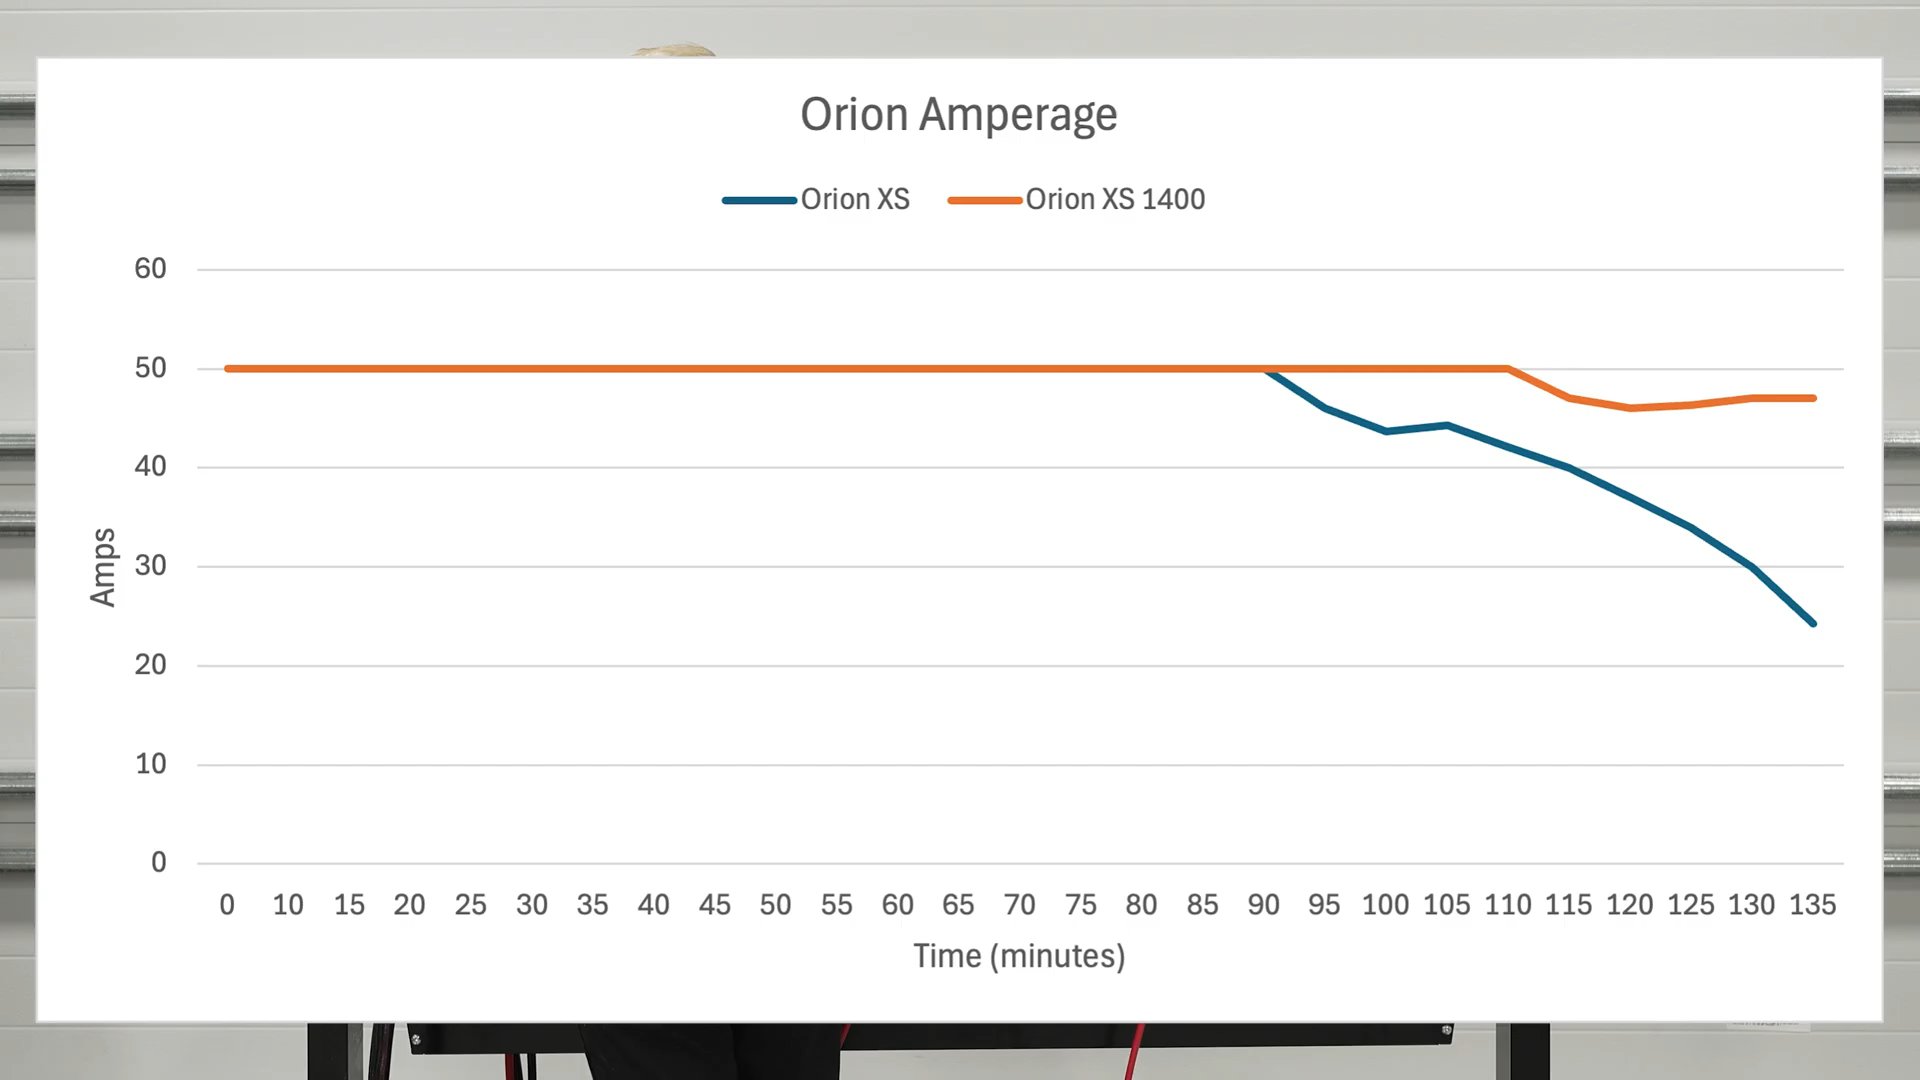 Orion Amperage
Orion XS Orion XS 1400
60
50
40
30
20
10
0
Amps
0 10 15 20 25 30 35 40 45 50 55 60 65 70 75 80 85 90 95 100 105 110 115 120 125 130 135
Time (minutes)